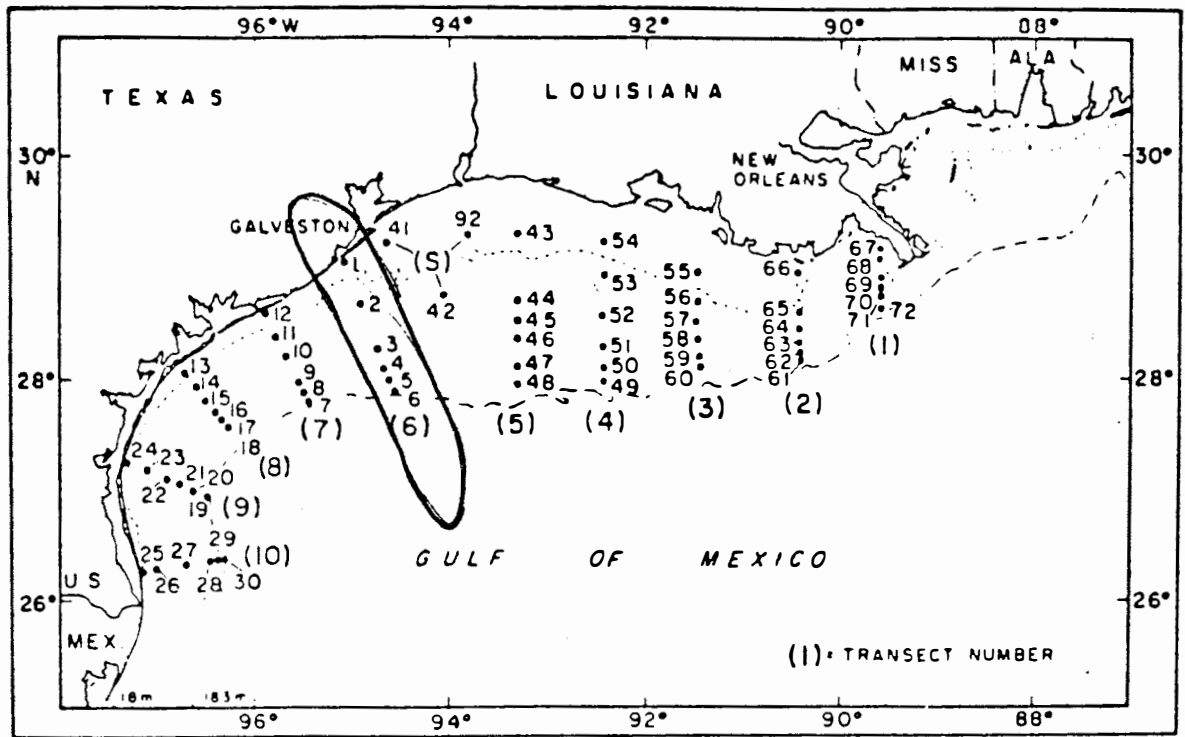 96° W 94° 92° 90° 88°
TEXAS LOUISIANA MISS ALA
30° N 30°
NEW ORLEANS
GALVESTON
41 92 43 54
1 (S)
67
68
69
70 72
71
(1)
55 53 66
2 42 44 56 65
12 45 52 57 64
11 46 58 63
10 3 47 51 59 62
13 9 4 48 50 60 61
28° 14 8 5 49 28°
15 7 6
16 (7) (6) (5) (4) (3) (2)
17
18
24 23 (8)
22 21 20
19 (9)
29
25 27 (10)
26 28 30
GULF OF MEXICO
US
26° 26°
MEX.
(1)= TRANSECT NUMBER
18m 183m
96° 94° 92° 90° 88°